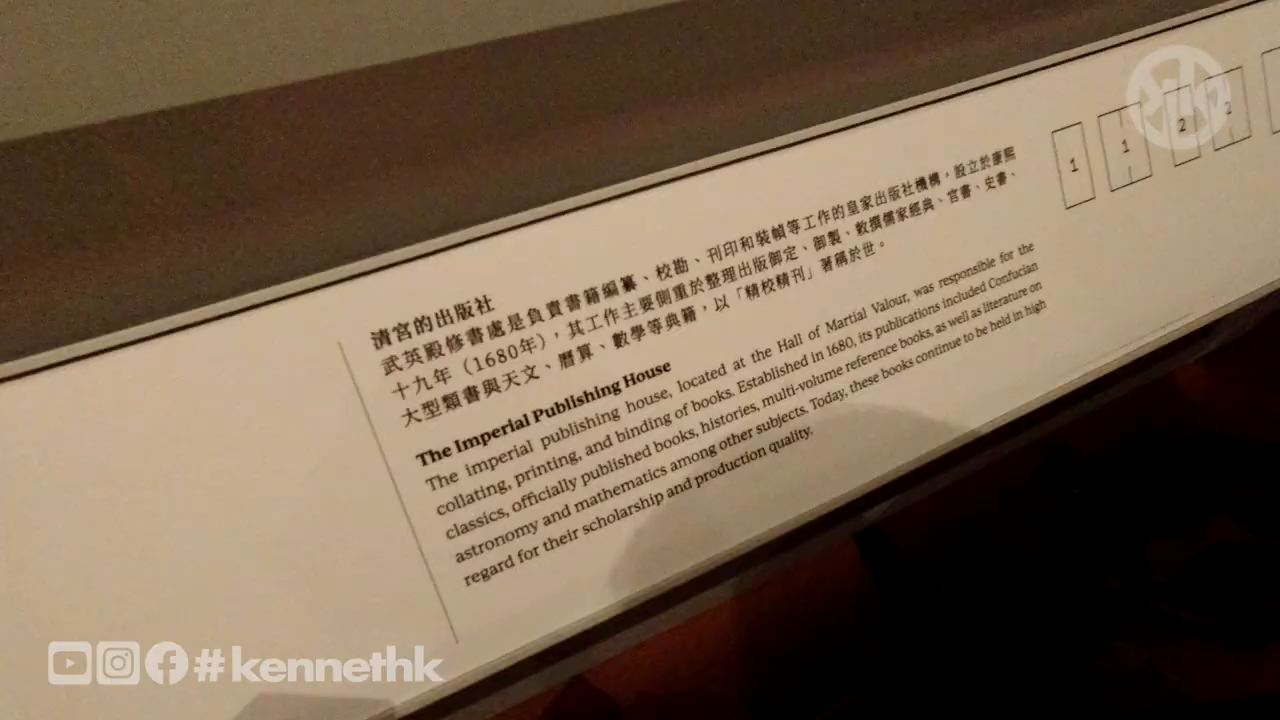 清宮的出版社
武英殿修書處是負責書籍編纂、校勘、刊印和裝幀等工作的皇家出版社機構，設立於康熙
十九年（1680年），其工作主要側重於整理出版御定、御製、敕撰儒家經典、官書、史書、
大型類書與天文、曆算、數學等典籍，以「精校精刊」著稱於世。
The Imperial Publishing House
The imperial publishing house, located at the Hall of Martial Valour, was responsible for the
collating, printing, and binding of books. Established in 1680, its publications included Confucian
classics, officially published books, histories, multi-volume reference books, as well as literature on
astronomy and mathematics among other subjects. Today, these books continue to be held in high
regard for their scholarship and production quality.
1 1 2 2
#kennethk